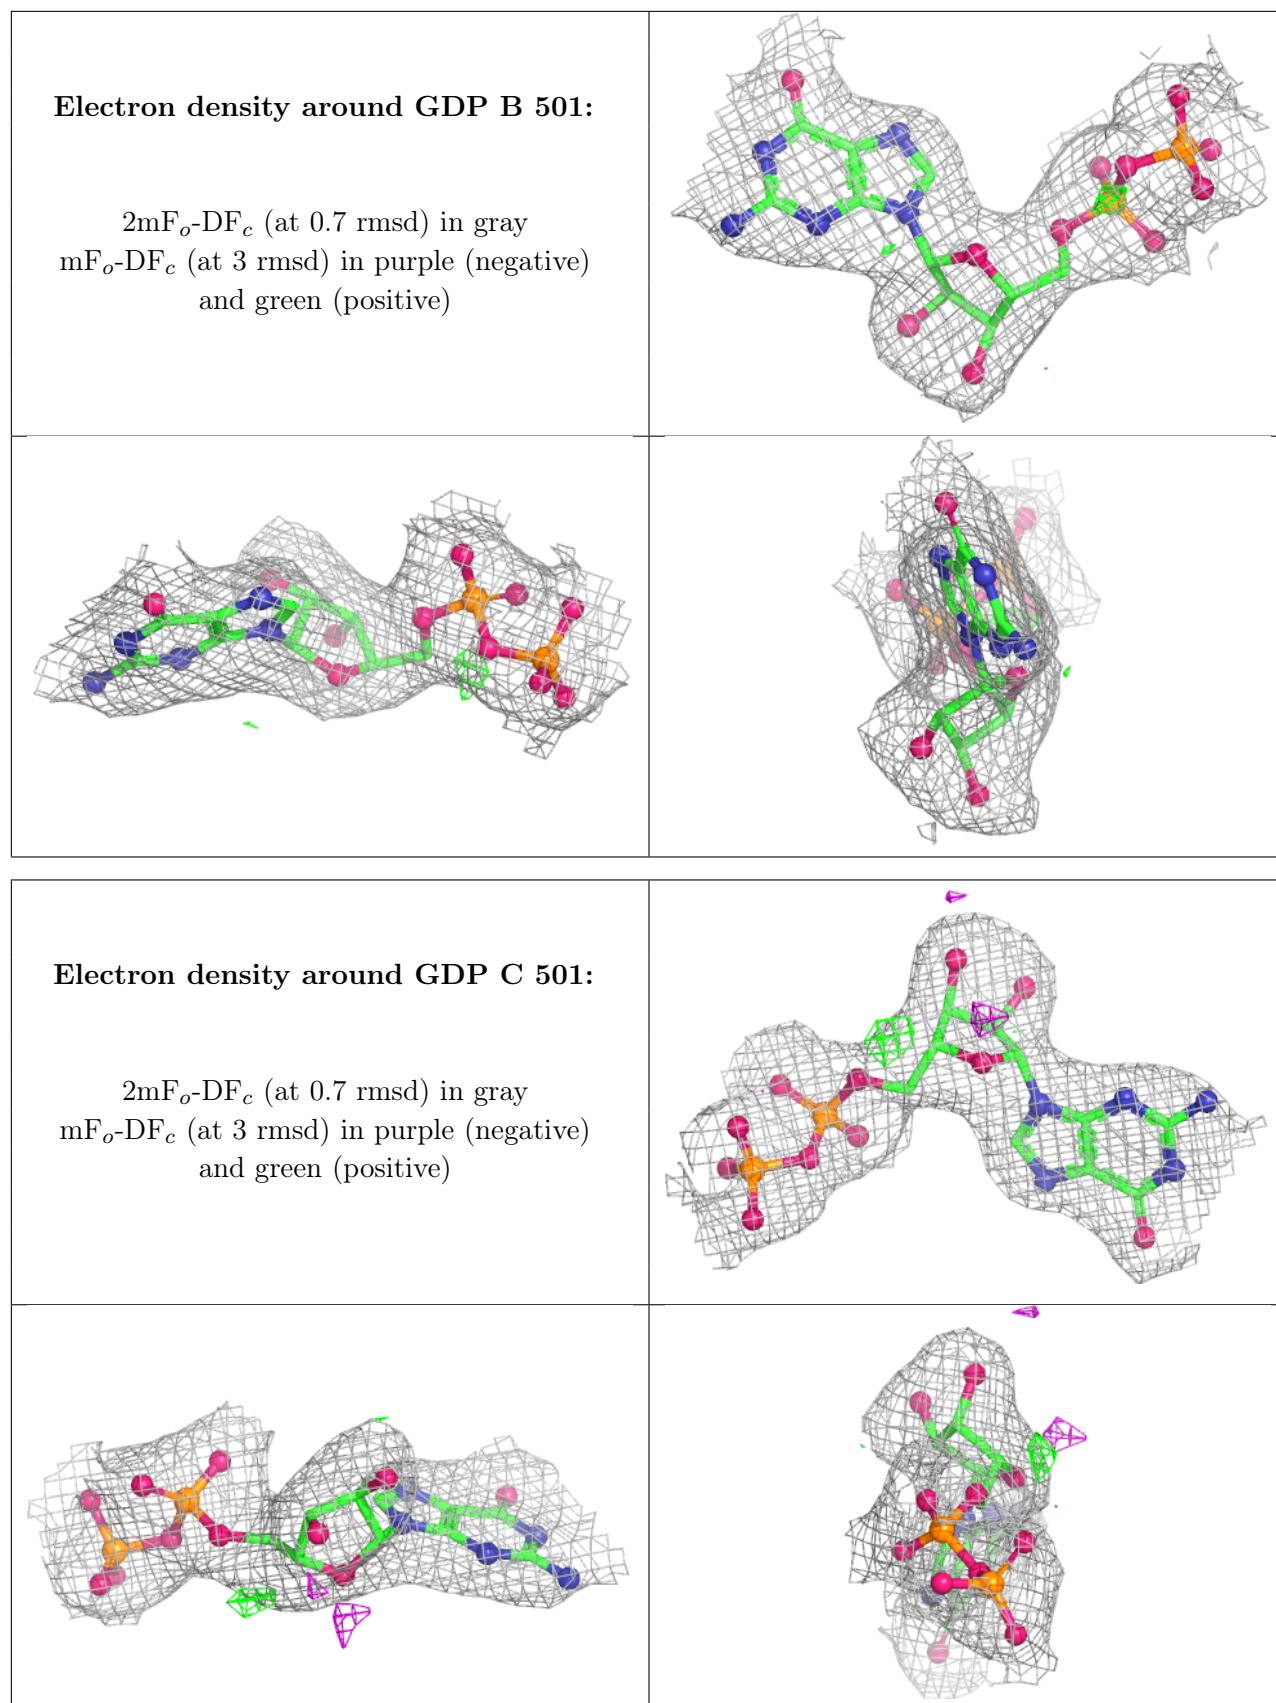 Electron density around GDP B 501:
2mFo-DFc (at 0.7 rmsd) in gray
mFo-DFc (at 3 rmsd) in purple (negative)
and green (positive)
Electron density around GDP C 501:
2mFo-DFc (at 0.7 rmsd) in gray
mFo-DFc (at 3 rmsd) in purple (negative)
and green (positive)